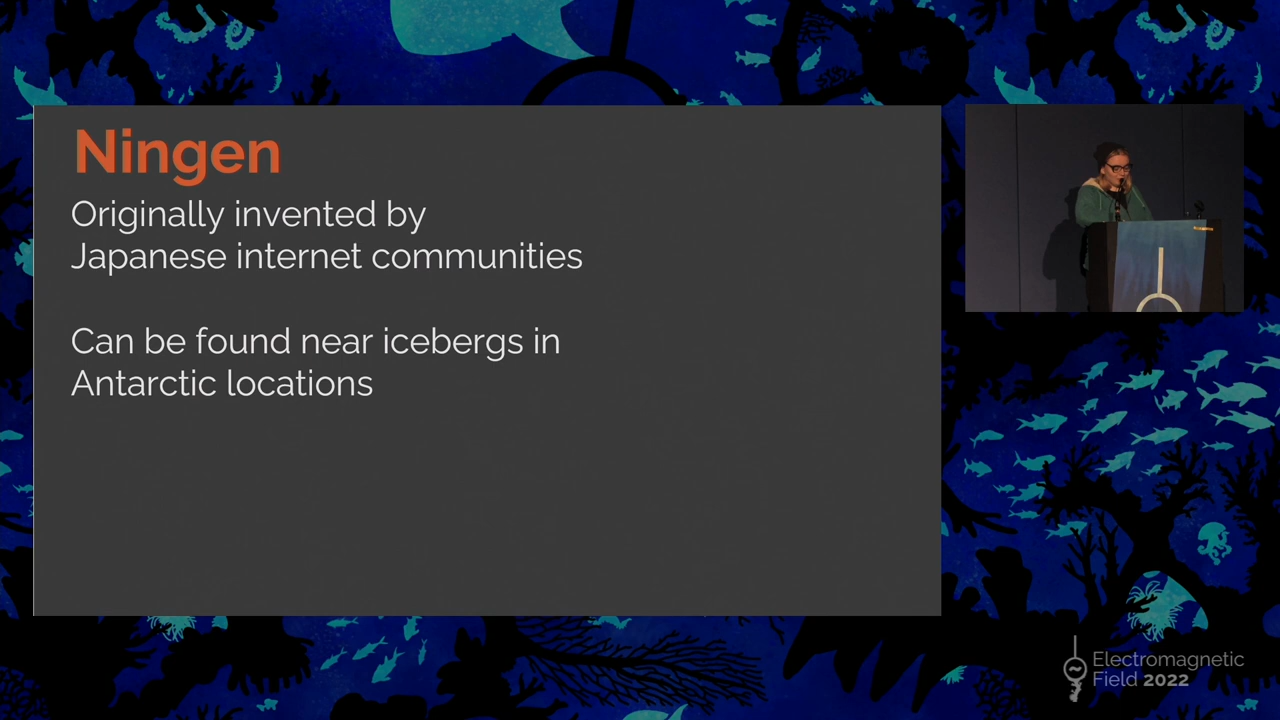 Ningen
Originally invented by
Japanese internet communities
Can be found near icebergs in
Antarctic locations
Electromagnetic
Field 2022